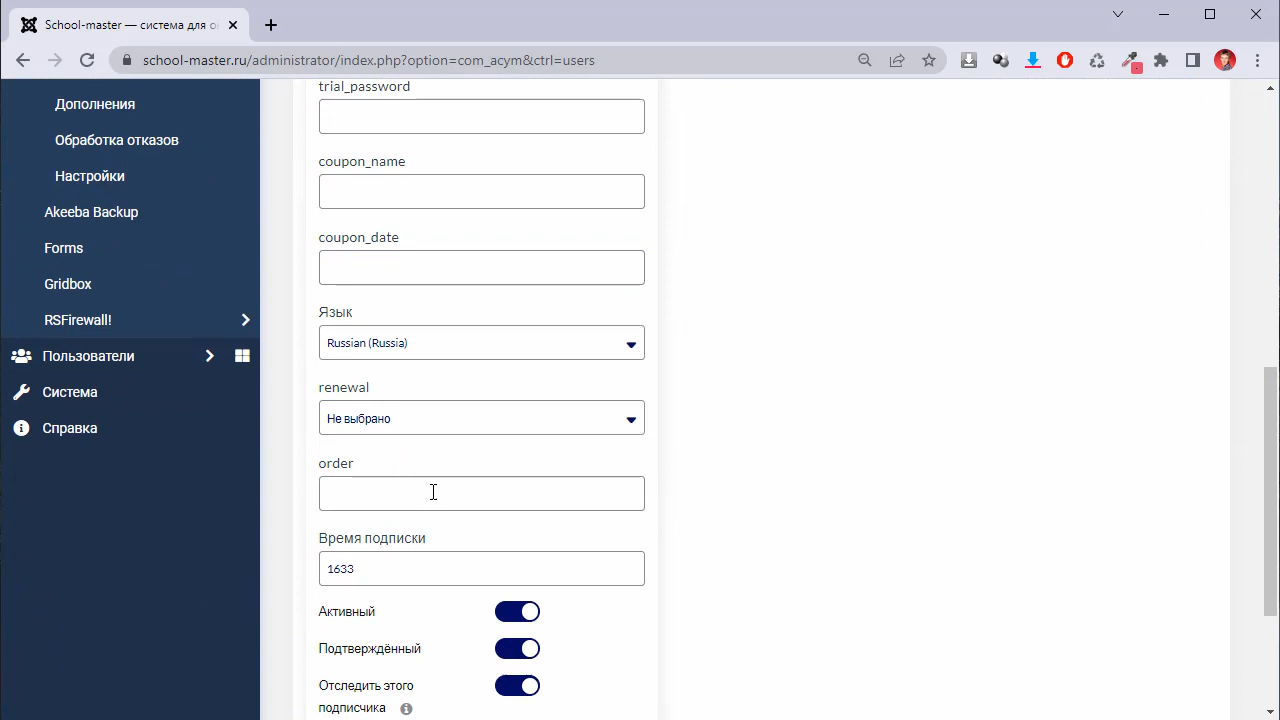 School-master — система для о
school-master.ru/administrator/index.php?option=com_acym&ctrl=users
Дополнения
Обработка отказов
Настройки
Akeeba Backup
Forms
Gridbox
RSFirewall!
Пользователи
Система
Справка
trial_password
coupon_name
coupon_date
Язык
Russian (Russia)
renewal
Не выбрано
order
Время подписки
1633
Активный
Подтверждённый
Отследить этого
подписчика